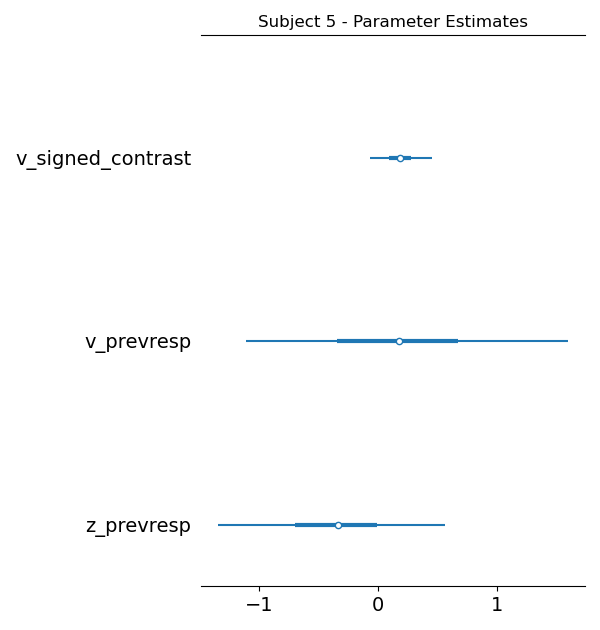 Subject 5 - Parameter Estimates
v_signed_contrast
v_prevresp
z_prevresp
−1 0 1